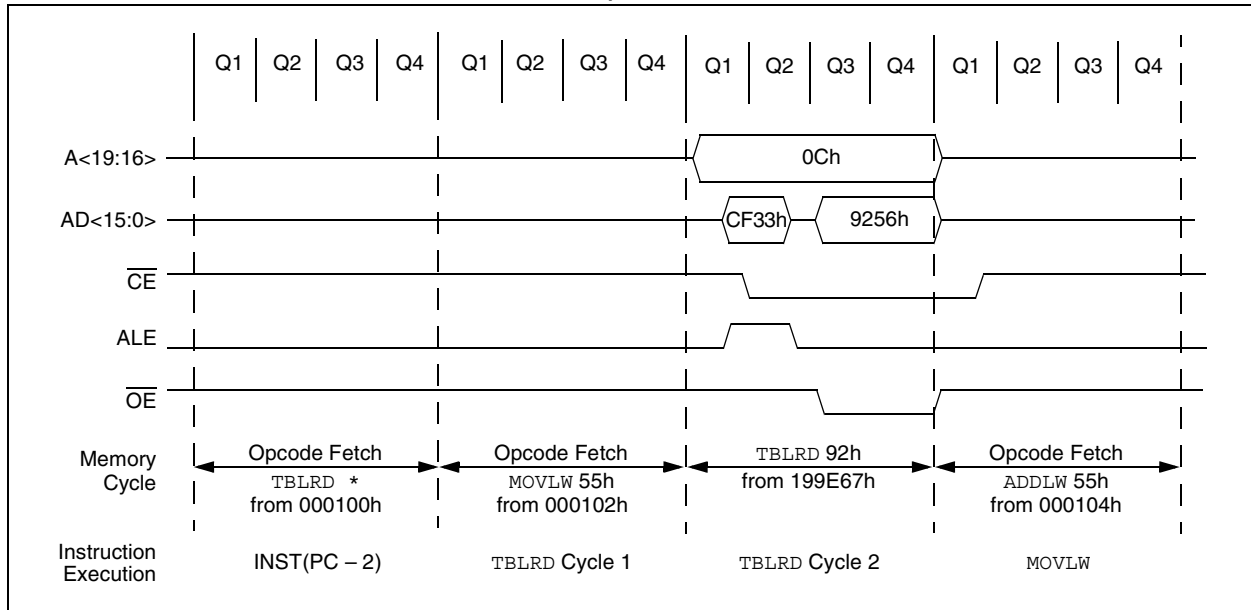 Q1 Q2 Q3 Q4 Q1 Q2 Q3 Q4 Q1 Q2 Q3 Q4 Q1 Q2 Q3 Q4
A<19:16> 0Ch
AD<15:0> CF33h 9256h
CE
ALE
OE
Memory Cycle
Opcode Fetch
TBLRD *
from 000100h
Opcode Fetch
MOVLW 55h
from 000102h
TBLRD 92h
from 199E67h
Opcode Fetch
ADDLW 55h
from 000104h
Instruction Execution
INST(PC – 2)
TBLRD Cycle 1
TBLRD Cycle 2
MOVLW